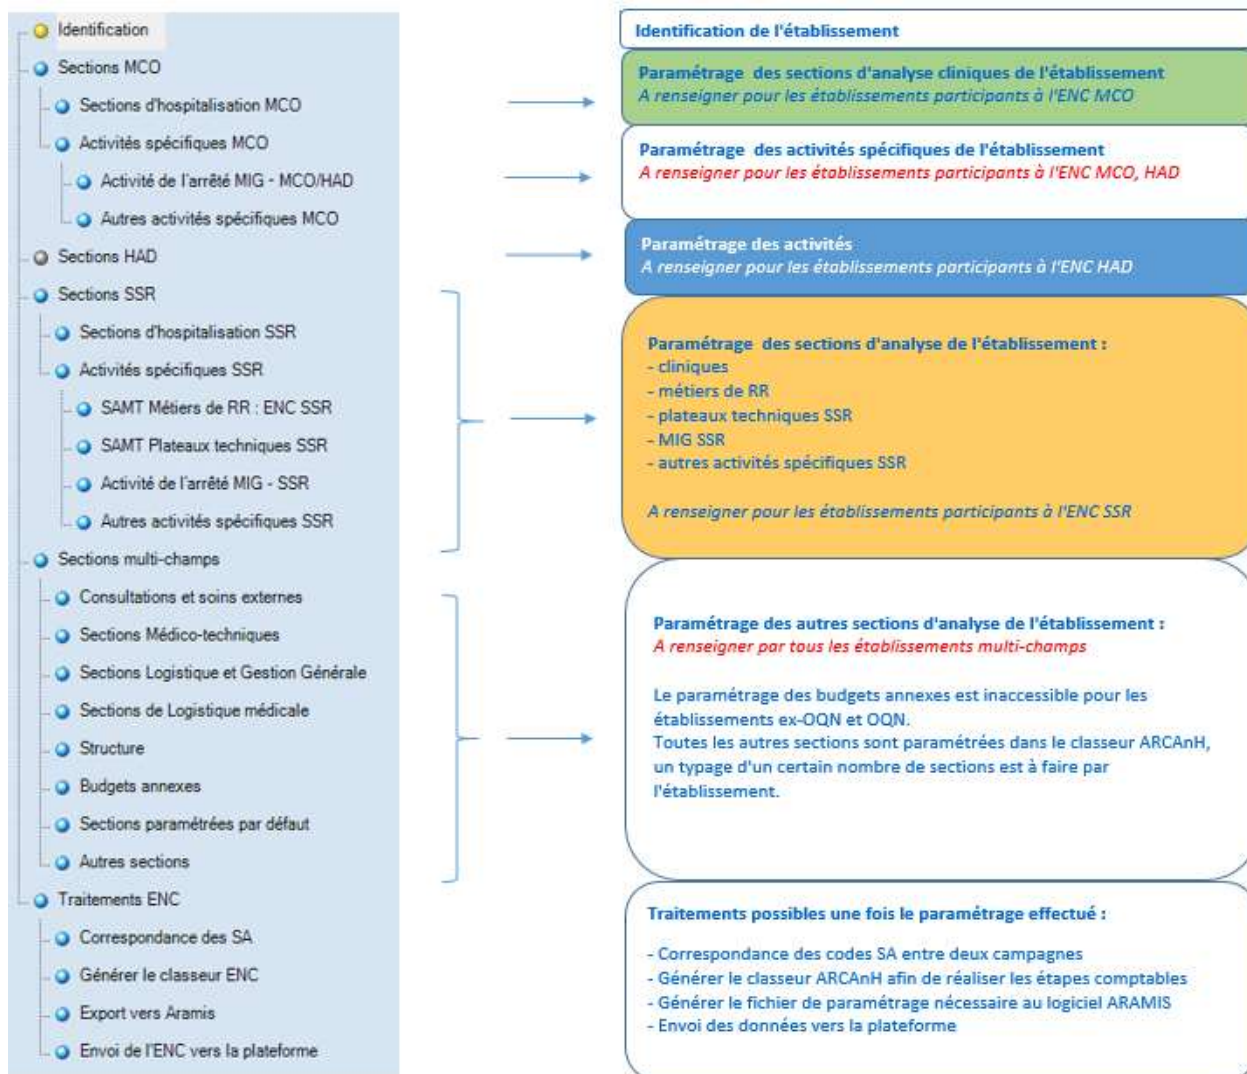 Identification
Sections MCO
Sections d'hospitalisation MCO
Activités spécifiques MCO
Activité de l'arrêté MIG - MCO/HAD
Autres activités spécifiques MCO
Sections HAD
Sections SSR
Sections d'hospitalisation SSR
Activités spécifiques SSR
SAMT Métiers de RR : ENC SSR
SAMT Plateaux techniques SSR
Activité de l'arrêté MIG - SSR
Autres activités spécifiques SSR
Sections multi-champs
Consultations et soins externes
Sections Médico-techniques
Sections Logistique et Gestion Générale
Sections de Logistique médicale
Structure
Budgets annexes
Sections paramétrées par défaut
Autres sections
Traitements ENC
Correspondance des SA
Générer le classeur ENC
Export vers Aramis
Envoi de l'ENC vers la plateforme
Identification de l'établissement
Paramétrage des sections d'analyse cliniques de l'établissement
A renseigner pour les établissements participants à l'ENC MCO
Paramétrage des activités spécifiques de l'établissement
A renseigner pour les établissements participants à l'ENC MCO, HAD
Paramétrage des activités
A renseigner pour les établissements participants à l'ENC HAD
Paramétrage des sections d'analyse de l'établissement :
- cliniques
- métiers de RR
- plateaux techniques SSR
- MIG SSR
- autres activités spécifiques SSR
A renseigner pour les établissements participants à l'ENC SSR
Paramétrage des autres sections d'analyse de l'établissement :
A renseigner par tous les établissements multi-champs
Le paramétrage des budgets annexes est inaccessible pour les
établissements ex-OQN et OQN.
Toutes les autres sections sont paramétrées dans le classeur ARCAnH,
un typage d'un certain nombre de sections est à faire par
l'établissement.
Traitements possibles une fois le paramétrage effectué :
- Correspondance des codes SA entre deux campagnes
- Générer le classeur ARCAnH afin de réaliser les étapes comptables
- Générer le fichier de paramétrage nécessaire au logiciel ARAMIS
- Envoi des données vers la plateforme